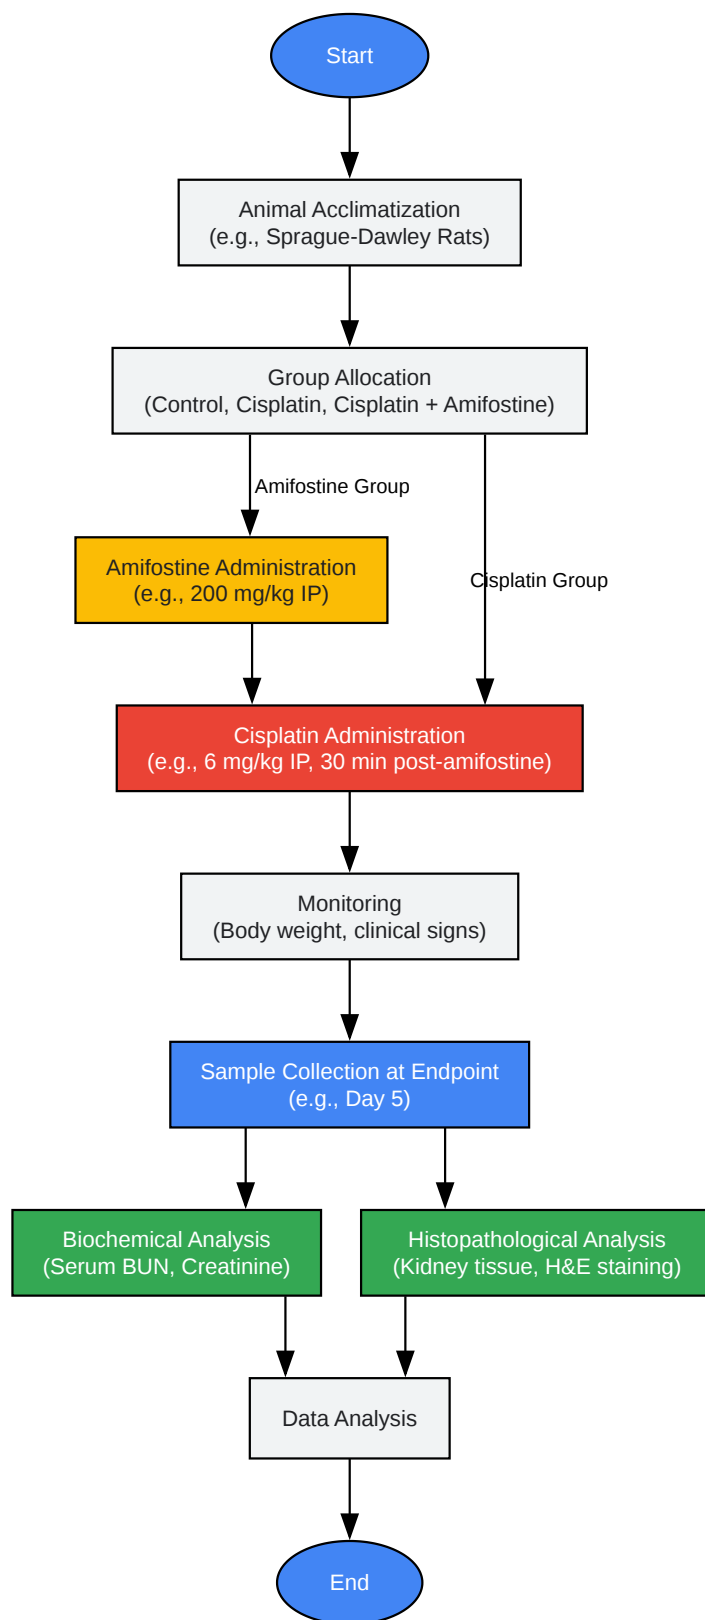 Start
Animal Acclimatization
(e.g., Sprague-Dawley Rats)
Group Allocation
(Control, Cisplatin, Cisplatin + Amifostine)
Amifostine Group
Amifostine Administration
(e.g., 200 mg/kg IP)
Cisplatin Group
Cisplatin Administration
(e.g., 6 mg/kg IP, 30 min post-amifostine)
Monitoring
(Body weight, clinical signs)
Sample Collection at Endpoint
(e.g., Day 5)
Biochemical Analysis
(Serum BUN, Creatinine)
Histopathological Analysis
(Kidney tissue, H&E staining)
Data Analysis
End